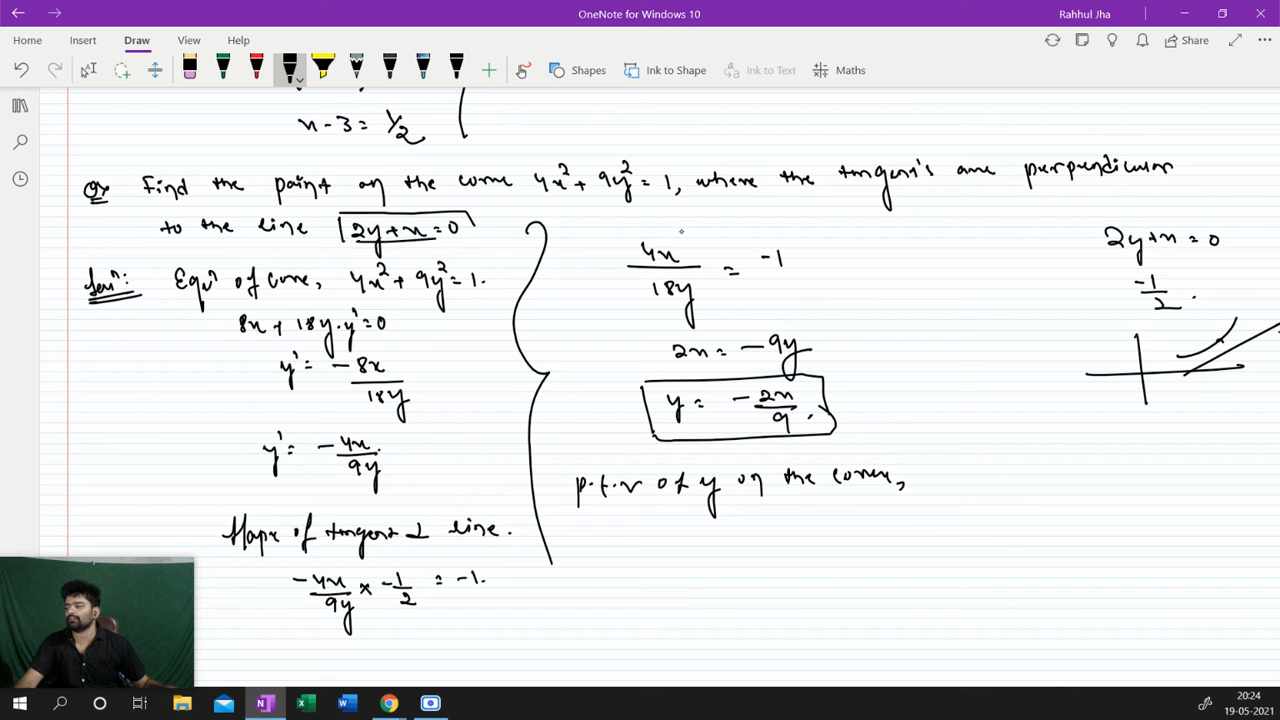 OneNote for Windows 10
Rahhul Jha
Home Insert Draw View Help
Share
Shapes Ink to Shape Ink to Text Maths
x - 3 = 1/2
Qx Find the point on the curve 4x² + 9y² = 1, where the tangents are perpendicular
to the line 2y+x=0
Solⁿ: Equⁿ of curve, 4x² + 9y² = 1.
8x + 18y·y' = 0
y' = -8x/18y
y' = -4x/9y
Slope of tangent ⊥ line.
-4x/9y × -1/2 = -1.
4x/18y = -1
2x = -9y
y = -2x/9.
p.t.v of y on the curve,
2y+x = 0
-1/2.
20:24
19-05-2021